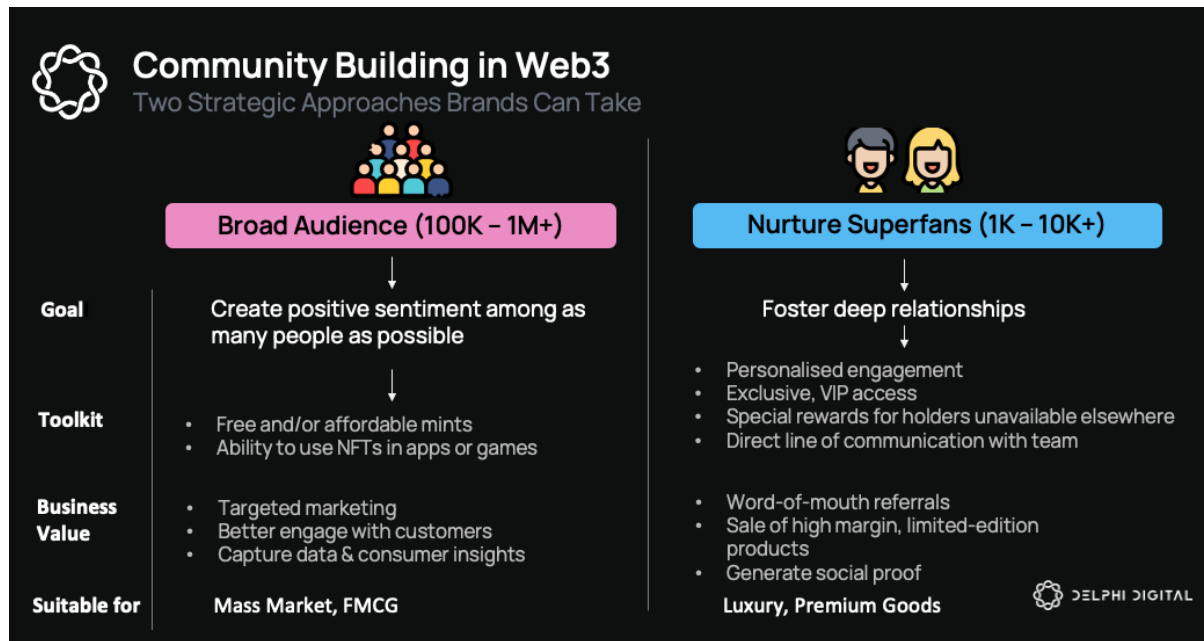 Community Building in Web3
Two Strategic Approaches Brands Can Take
Broad Audience (100K – 1M+)
Nurture Superfans (1K – 10K+)
Goal
Create positive sentiment among as
many people as possible
Foster deep relationships
Toolkit
• Free and/or affordable mints
• Ability to use NFTs in apps or games
• Personalised engagement
• Exclusive, VIP access
• Special rewards for holders unavailable elsewhere
• Direct line of communication with team
Business
Value
• Targeted marketing
• Better engage with customers
• Capture data & consumer insights
• Word-of-mouth referrals
• Sale of high margin, limited-edition
products
• Generate social proof
Suitable for
Mass Market, FMCG
Luxury, Premium Goods
DELPHI DIGITAL